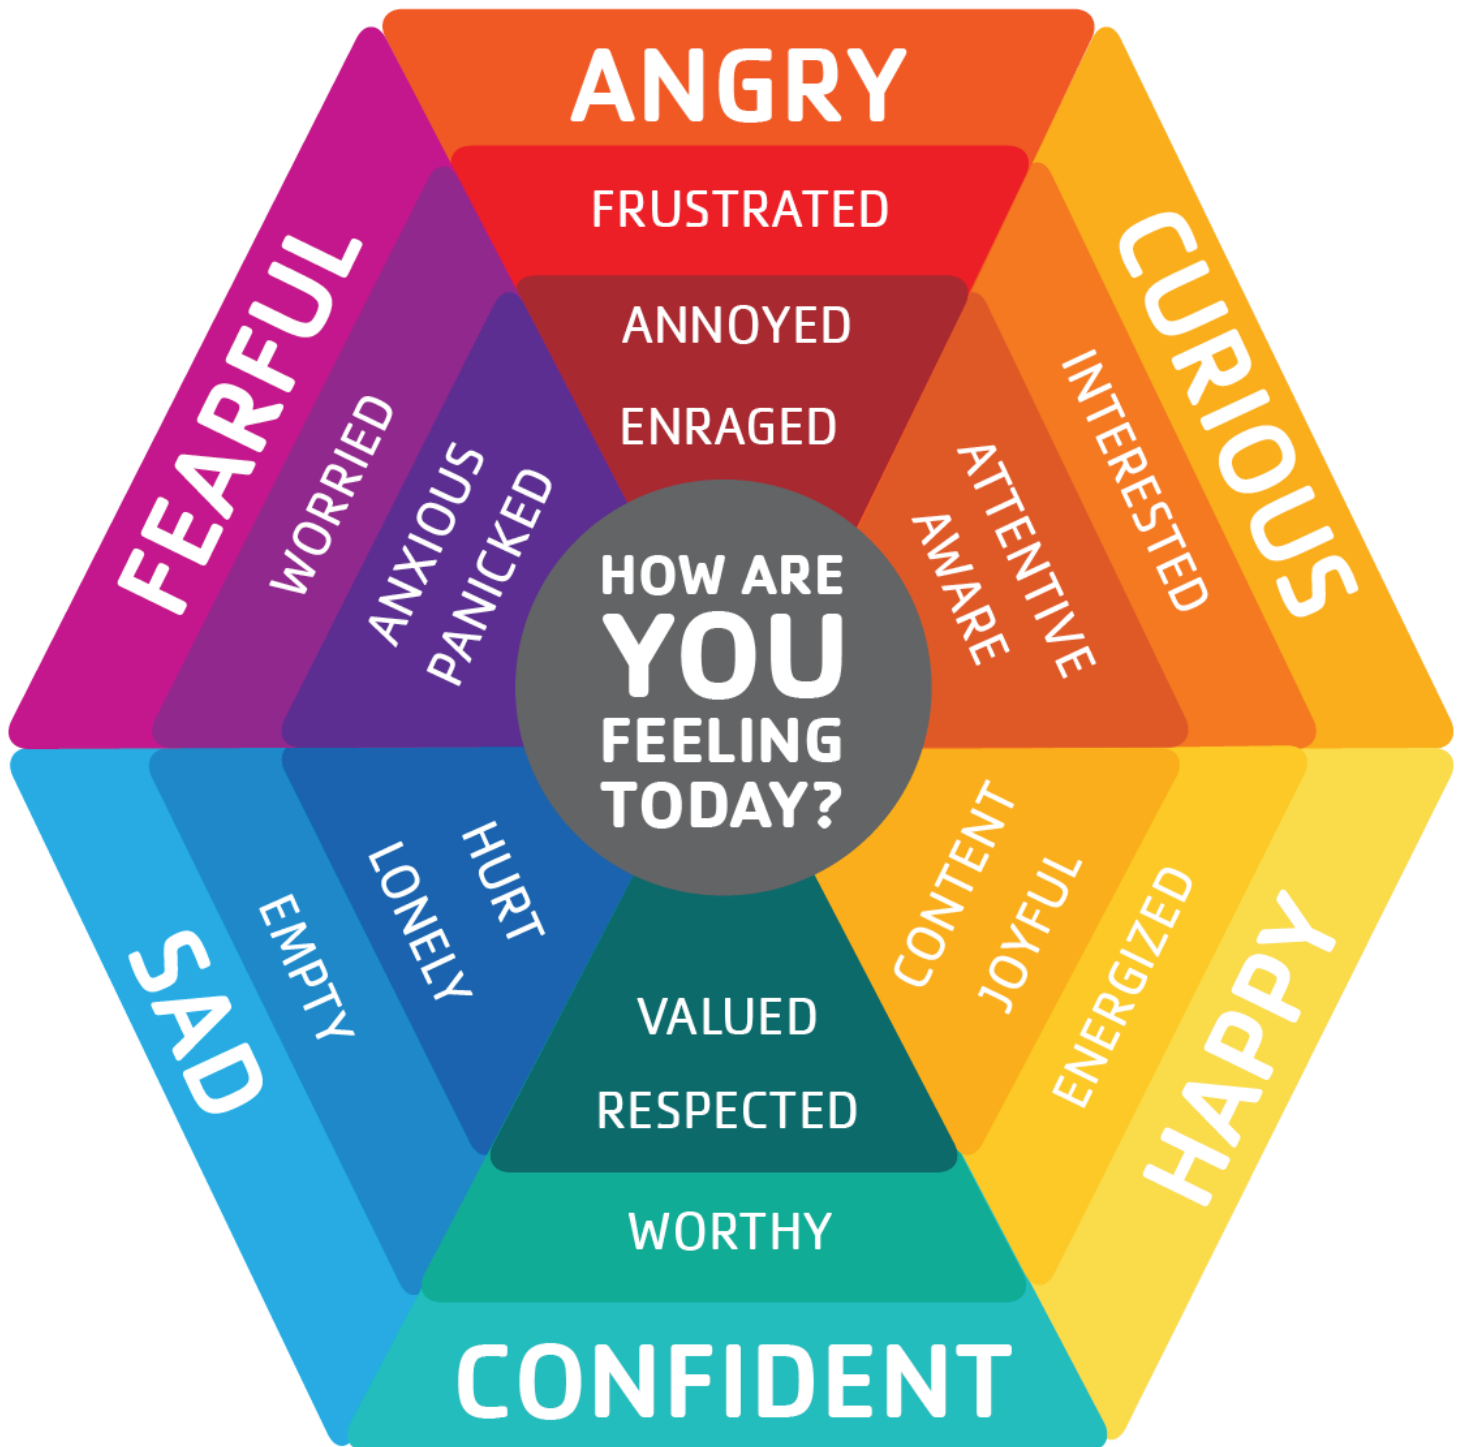 ANGRY
FRUSTRATED
ANNOYED
ENRAGED
CURIOUS
INTERESTED
ATTENTIVE
AWARE
HAPPY
ENERGIZED
JOYFUL
CONTENT
CONFIDENT
WORTHY
RESPECTED
VALUED
SAD
EMPTY
LONELY
HURT
FEARFUL
WORRIED
ANXIOUS
PANICKED
HOW ARE
YOU
FEELING
TODAY?